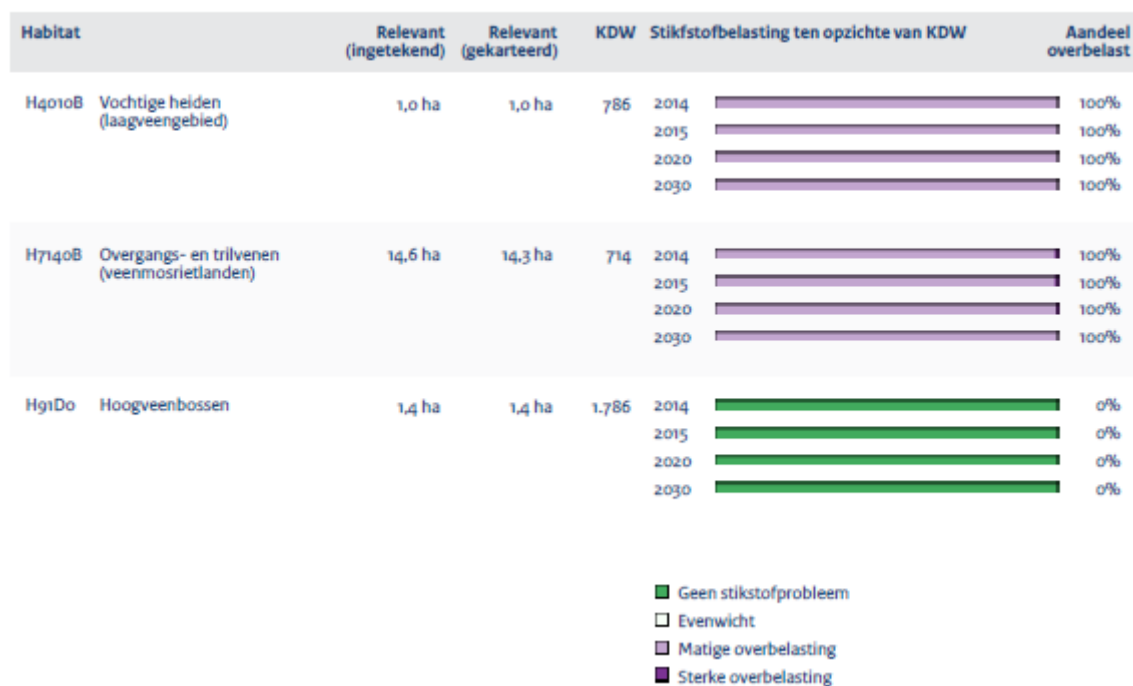 Habitat Relevant (ingetekend) Relevant (gekarteerd) KDW Stikfstofbelasting ten opzichte van KDW Aandeel overbelast
H4010B Vochtige heiden (laagveengebied) 1,0 ha 1,0 ha 786 2014 100%
2015 100%
2020 100%
2030 100%
H7140B Overgangs- en trilvenen (veenmosrietlanden) 14,6 ha 14,3 ha 714 2014 100%
2015 100%
2020 100%
2030 100%
H91D0 Hoogveenbossen 1,4 ha 1,4 ha 1.786 2014 0%
2015 0%
2020 0%
2030 0%
Geen stikstofprobleem
Evenwicht
Matige overbelasting
Sterke overbelasting